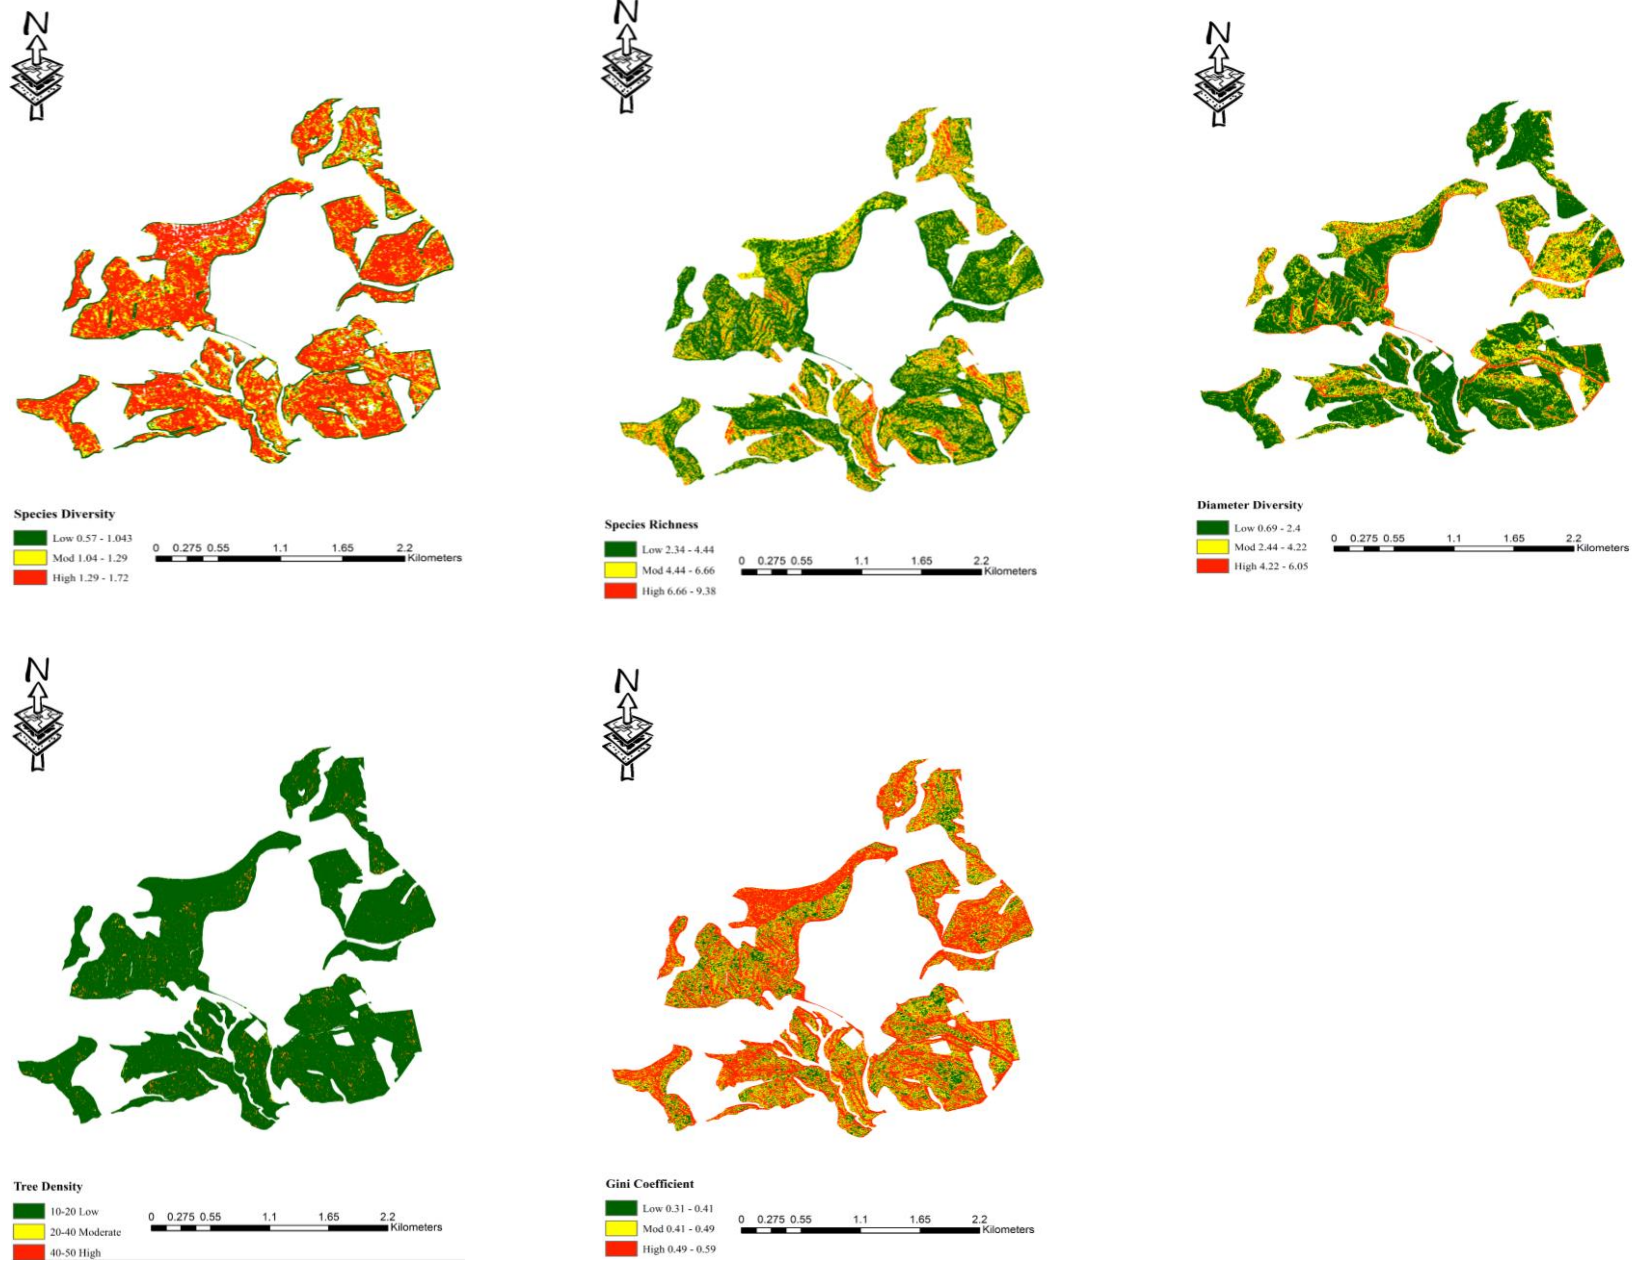 N
N
N
Species Diversity
Low 0.57 - 1.043
Mod 1.04 - 1.29
High 1.29 - 1.72
0 0.275 0.55 1.1 1.65 2.2
Kilometers
Species Richness
Low 2.34 - 4.44
Mod 4.44 - 6.66
High 6.66 - 9.38
0 0.275 0.55 1.1 1.65 2.2
Kilometers
Diameter Diversity
Low 0.69 - 2.4
Mod 2.44 - 4.22
High 4.22 - 6.05
0 0.275 0.55 1.1 1.65 2.2
Kilometers
N
N
Tree Density
10-20 Low
20-40 Moderate
40-50 High
0 0.275 0.55 1.1 1.65 2.2
Kilometers
Gini Coefficient
Low 0.31 - 0.41
Mod 0.41 - 0.49
High 0.49 - 0.59
0 0.275 0.55 1.1 1.65 2.2
Kilometers